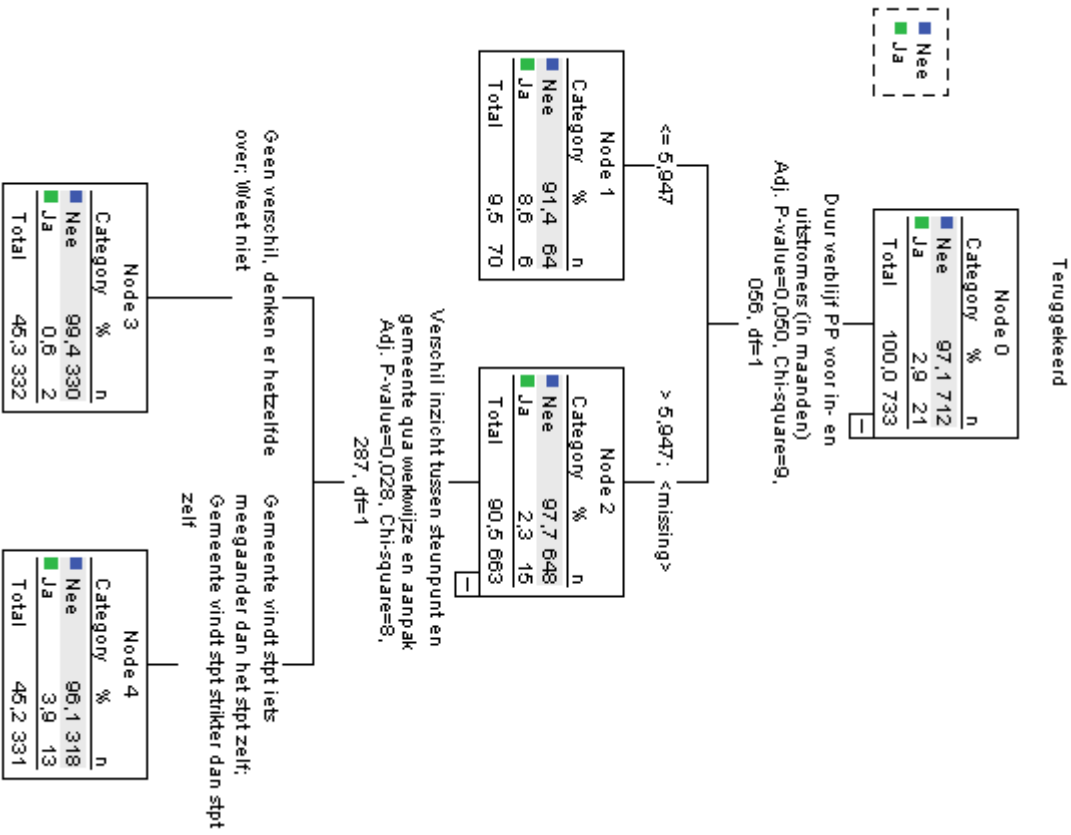 Teruggekeerd
Nee
Ja
Node 0
Category % n
Nee 97,1 712
Ja 2,9 21
Total 100,0 733
Duur verblijf PP voor in- en
uitstromers (in maanden)
Adj. P-value=0,050, Chi-square=9,
056, df=1
<= 5,947
> 5,947; <missing>
Node 1
Category % n
Nee 91,4 64
Ja 8,6 6
Total 9,5 70
Node 2
Category % n
Nee 97,7 648
Ja 2,3 15
Total 90,5 663
Verschil inzicht tussen steunpunt en
gemeente qua werkwijze en aanpak
Adj. P-value=0,028, Chi-square=8,
287, df=1
Geen verschil, denken er hetzelfde
over; Weet niet
Gemeente vindt stpt iets
meegaander dan het stpt zelf;
Gemeente vindt stpt strikter dan stpt
zelf
Node 3
Category % n
Nee 99,4 330
Ja 0,6 2
Total 45,3 332
Node 4
Category % n
Nee 96,1 318
Ja 3,9 13
Total 45,2 331